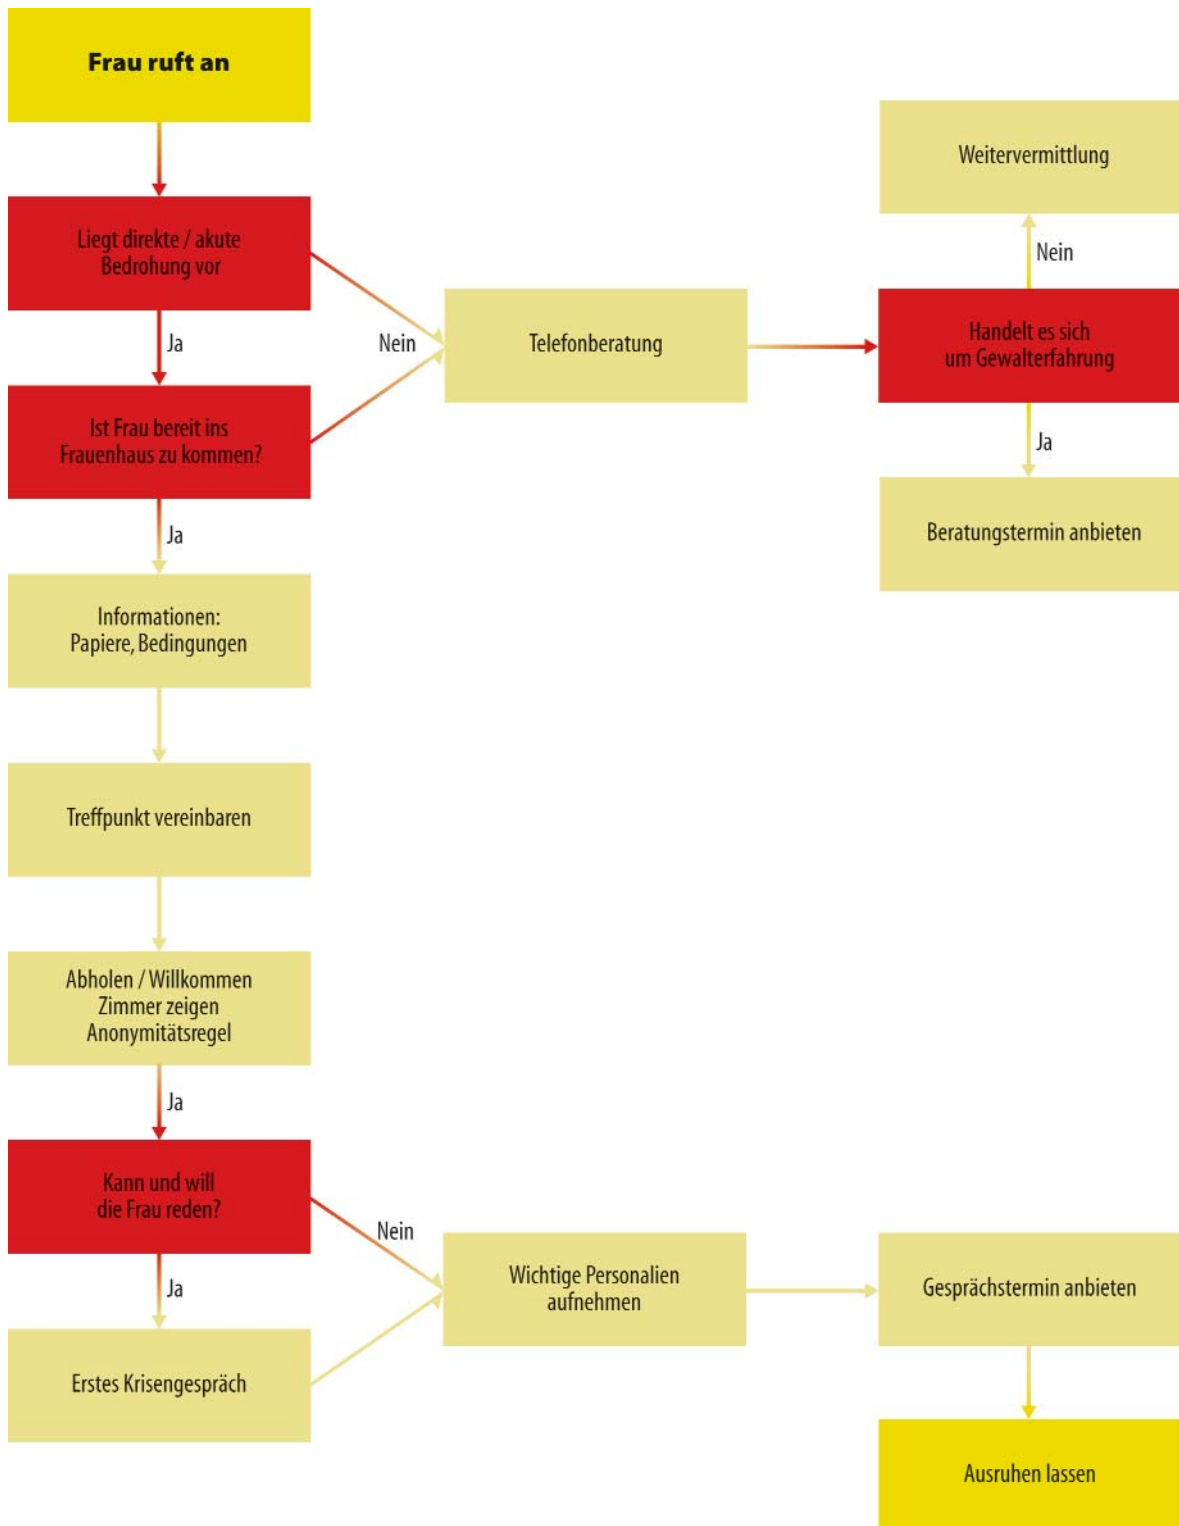 Frau ruft an
Weitervermittlung
Liegt direkte / akute
Bedrohung vor
Nein
Ja
Nein
Telefonberatung
Handelt es sich
um Gewalterfahrung
Ist Frau bereit ins
Frauenhaus zu kommen?
Ja
Ja
Beratungstermin anbieten
Informationen:
Papiere, Bedingungen
Treffpunkt vereinbaren
Abholen / Willkommen
Zimmer zeigen
Anonymitätsregel
Ja
Kann und will
die Frau reden?
Nein
Ja
Wichtige Personalien
aufnehmen
Gesprächstermin anbieten
Erstes Krisengespräch
Ausruhen lassen